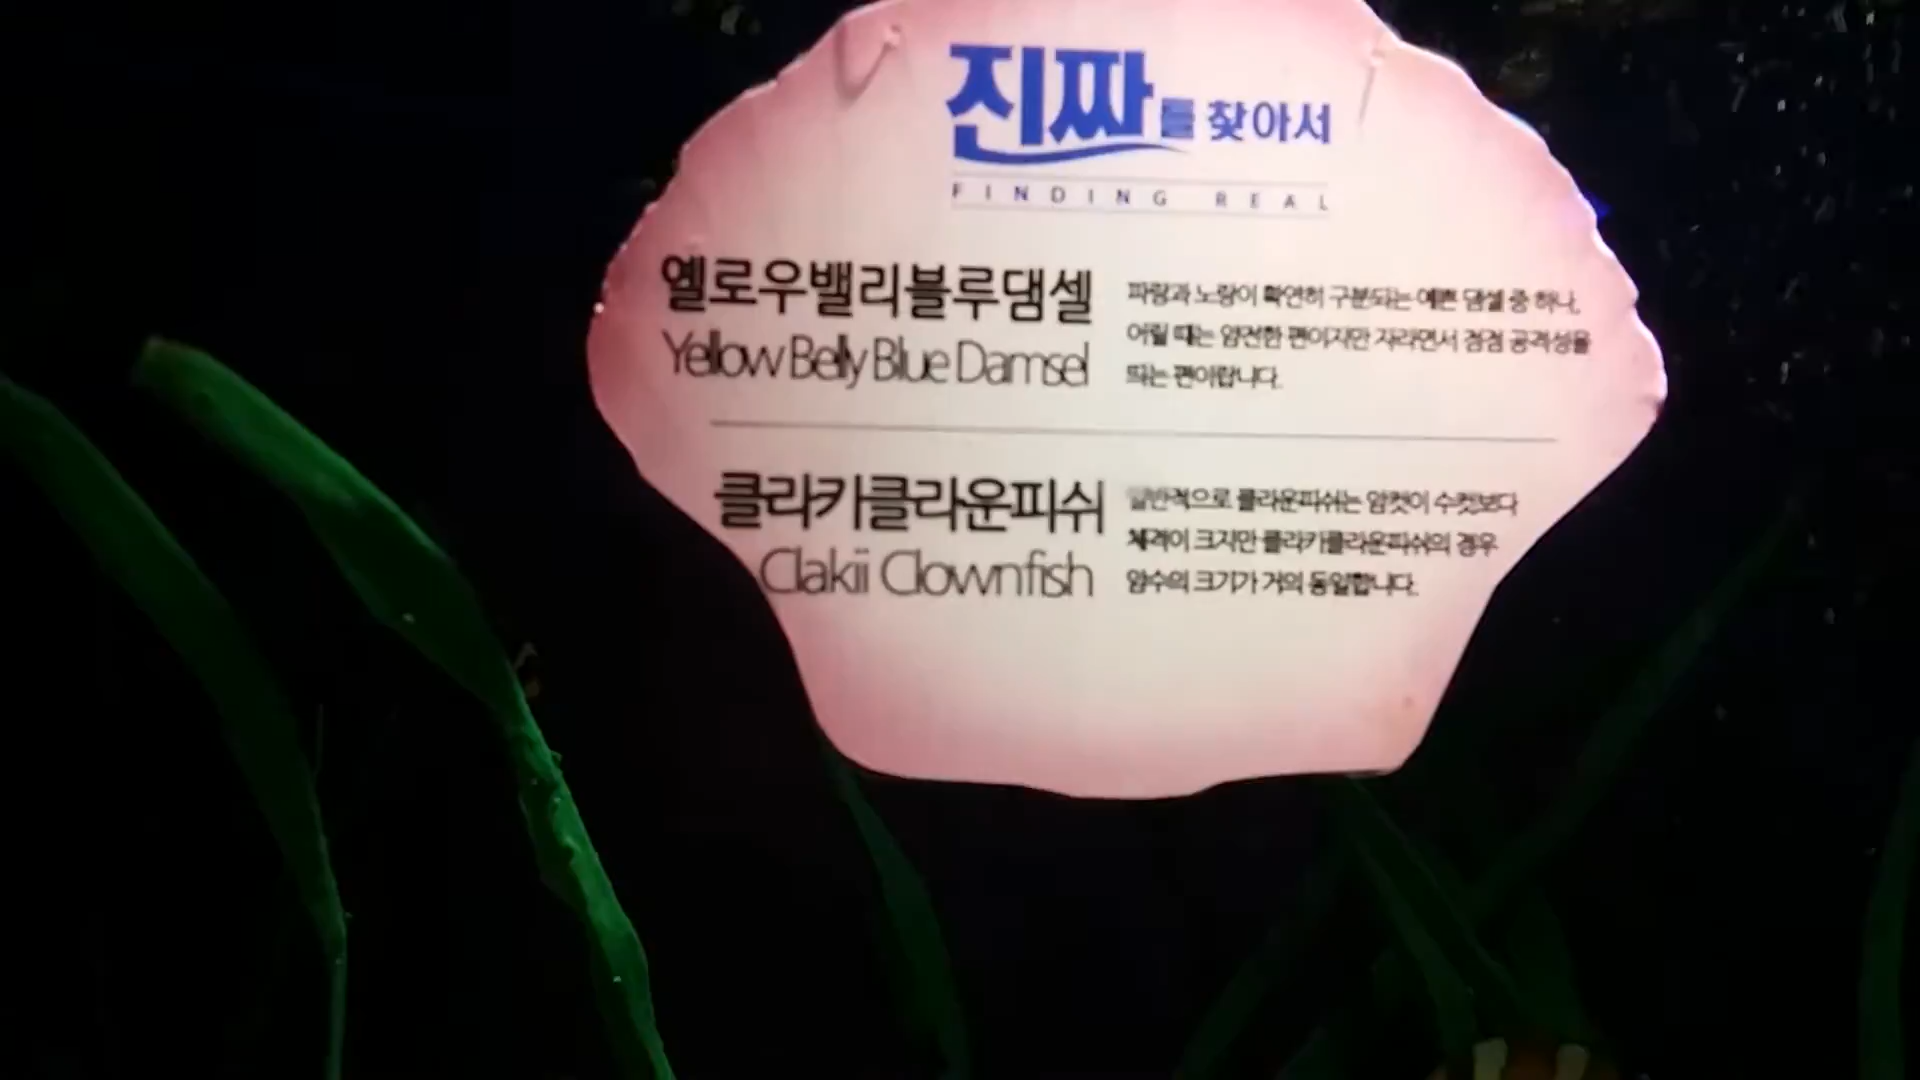 진짜를 찾아서
FINDING REAL
옐로우밸리블루댐셀
Yellow Belly Blue Damsel
파랑과 노랑이 확연히 구분되는 예쁜 댐셀 중 하나,
어릴 때는 얌전한 편이지만 자라면서 점점 공격성을
띄는 편이랍니다.
클라카클라운피쉬
Clakii Clownfish
일반적으로 클라운피쉬는 암컷이 수컷보다
체격이 크지만 클라카클라운피쉬의 경우
암수의 크기가 거의 동일합니다.